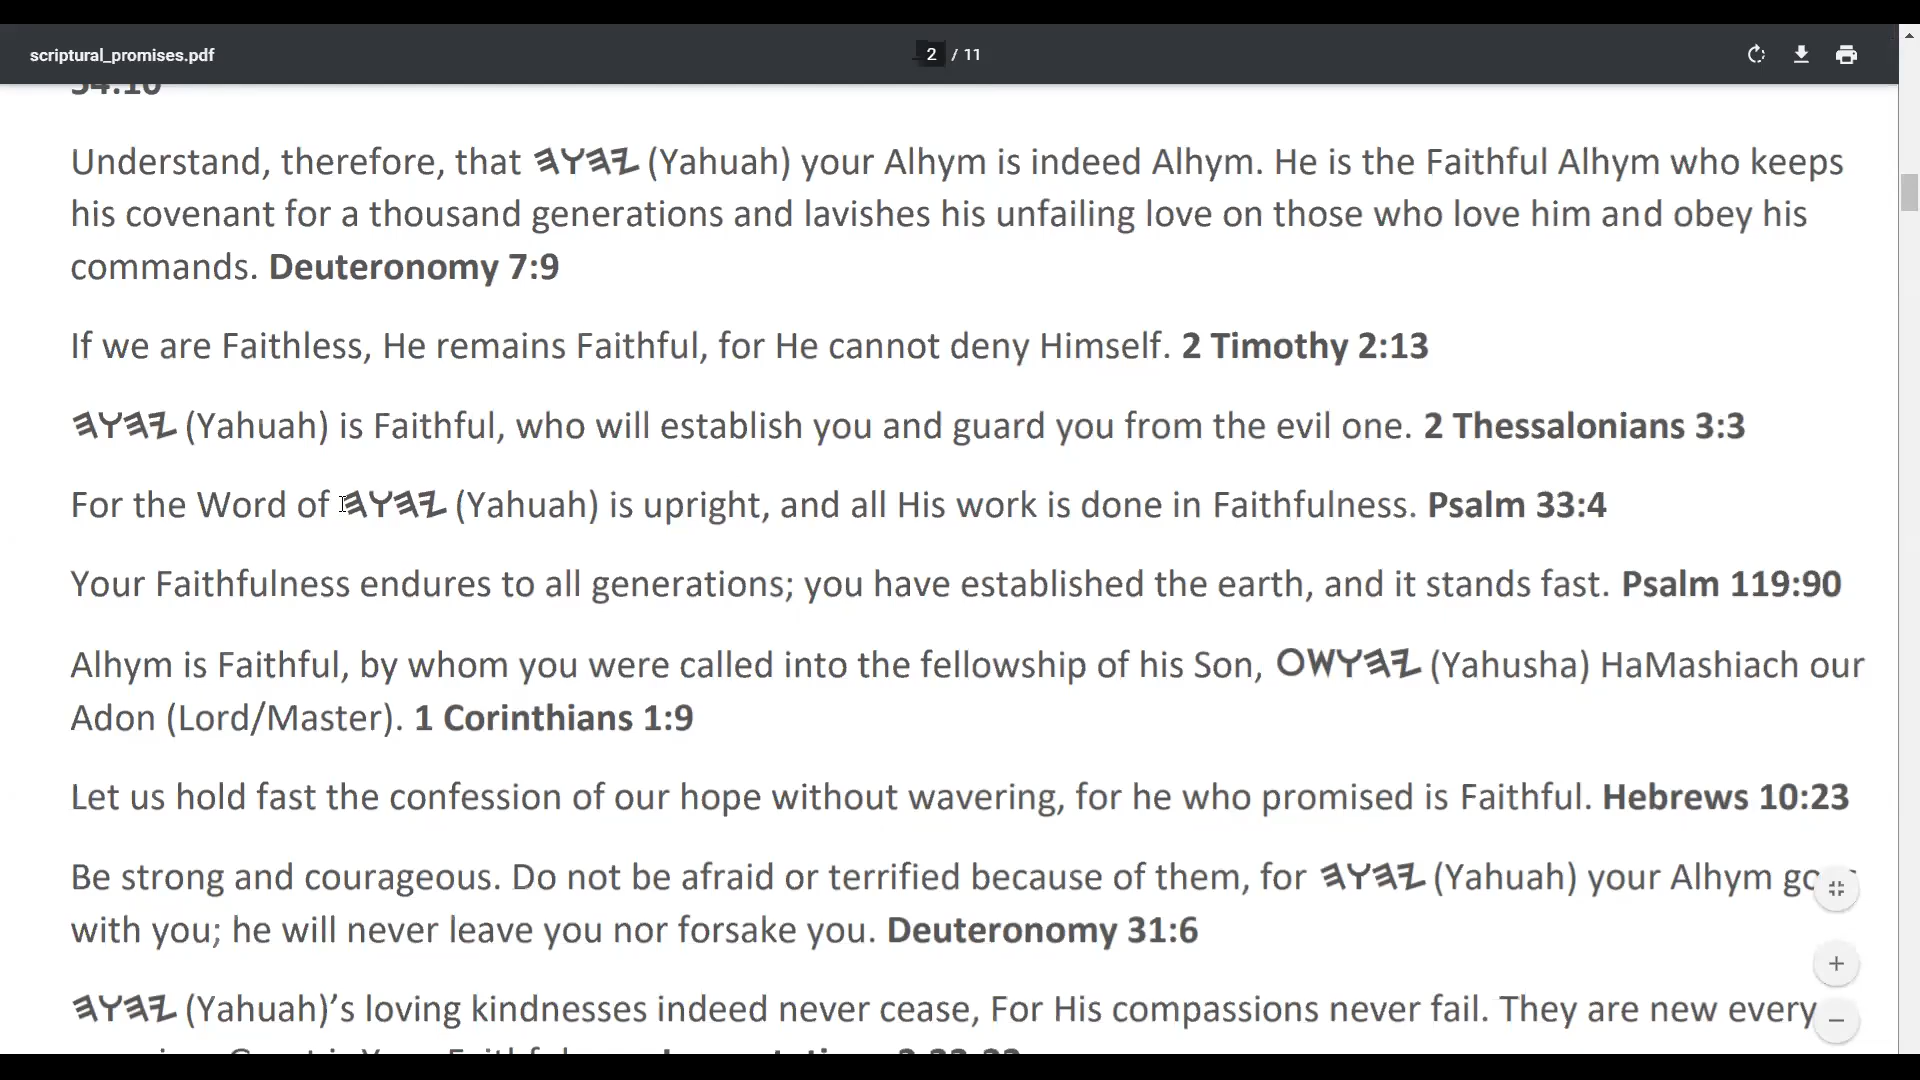 scriptural_promises.pdf
2 / 11
54:10
Understand, therefore, that 𐤄𐤅𐤄𐤉 (Yahuah) your Alhym is indeed Alhym. He is the Faithful Alhym who keeps
his covenant for a thousand generations and lavishes his unfailing love on those who love him and obey his
commands. Deuteronomy 7:9
If we are Faithless, He remains Faithful, for He cannot deny Himself. 2 Timothy 2:13
𐤄𐤅𐤄𐤉 (Yahuah) is Faithful, who will establish you and guard you from the evil one. 2 Thessalonians 3:3
For the Word of 𐤄𐤅𐤄𐤉 (Yahuah) is upright, and all His work is done in Faithfulness. Psalm 33:4
Your Faithfulness endures to all generations; you have established the earth, and it stands fast. Psalm 119:90
Alhym is Faithful, by whom you were called into the fellowship of his Son, 𐤏𐤔𐤅𐤄𐤉 (Yahusha) HaMashiach our
Adon (Lord/Master). 1 Corinthians 1:9
Let us hold fast the confession of our hope without wavering, for he who promised is Faithful. Hebrews 10:23
Be strong and courageous. Do not be afraid or terrified because of them, for 𐤄𐤅𐤄𐤉 (Yahuah) your Alhym
with you; he will never leave you nor forsake you. Deuteronomy 31:6
𐤄𐤅𐤄𐤉 (Yahuah)’s loving kindnesses indeed never cease, For His compassions never fail. They are new every